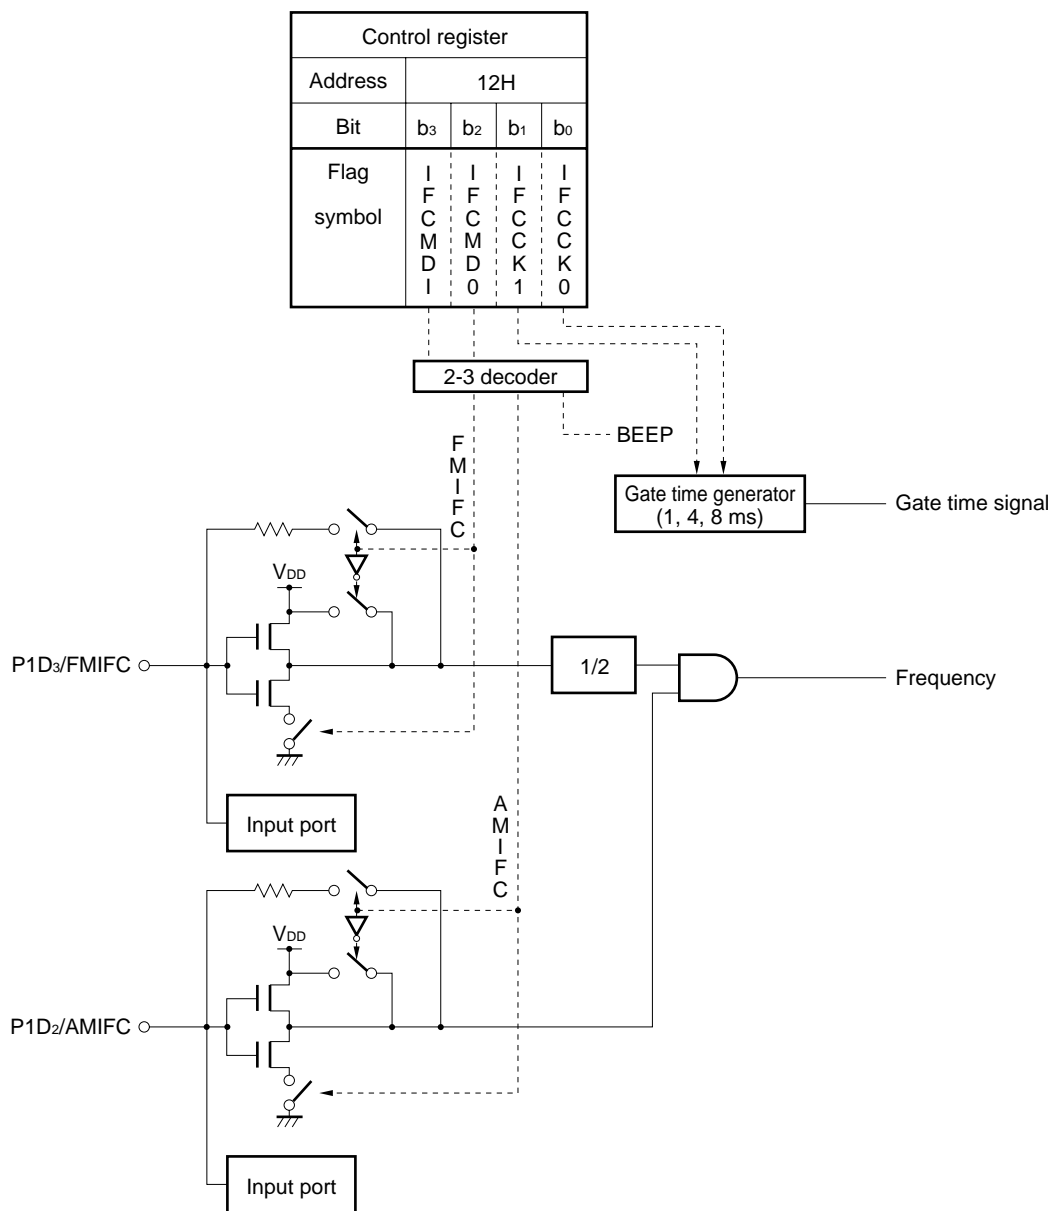 Control register
Address 12H
Bit b3 b2 b1 b0
Flag symbol IFCMDI IFCMD0 IFCCK1 IFCCK0
2-3 decoder
BEEP
FMIFC
Gate time generator
(1, 4, 8 ms)
Gate time signal
VDD
P1D3/FMIFC
1/2
Frequency
Input port
AMIFC
VDD
P1D2/AMIFC
Input port